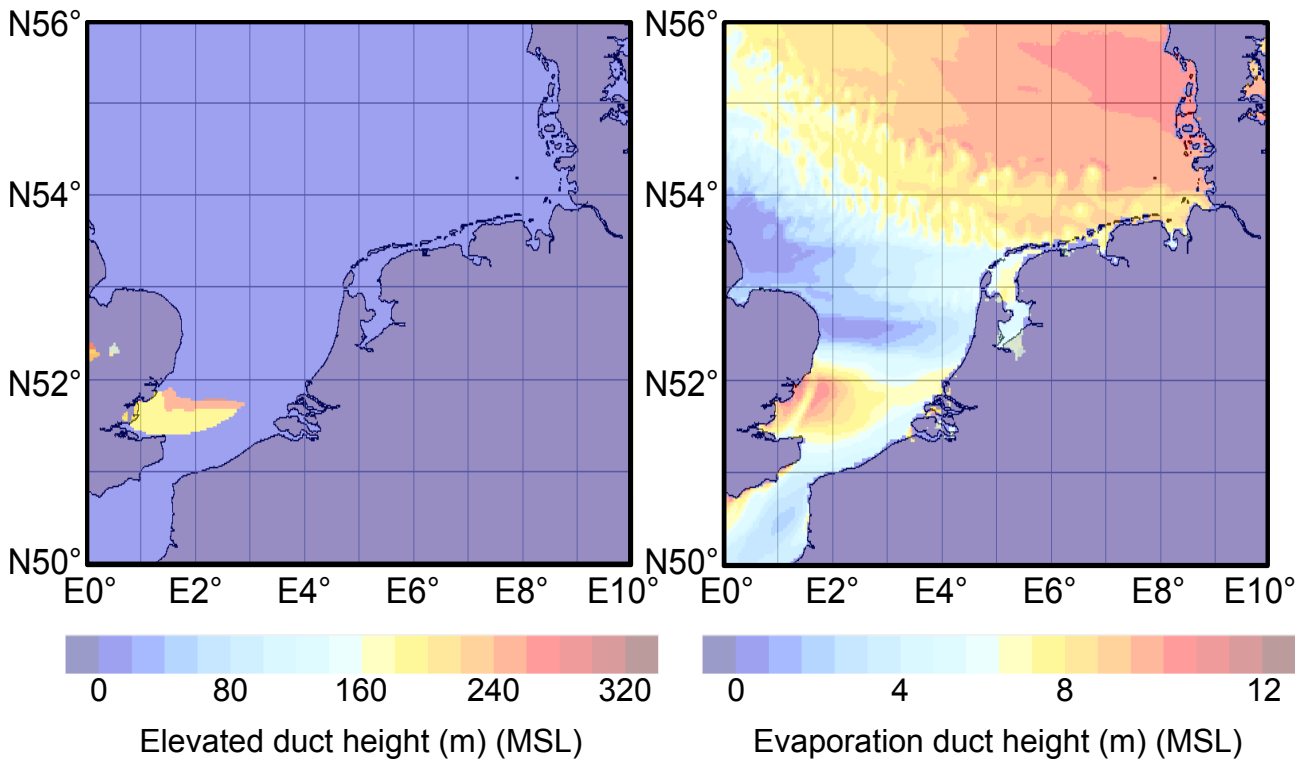 N56°
N54°
N52°
N50°
E0° E2° E4° E6° E8° E10°
0 80 160 240 320
Elevated duct height (m) (MSL)
N56°
N54°
N52°
N50°
E0° E2° E4° E6° E8° E10°
0 4 8 12
Evaporation duct height (m) (MSL)